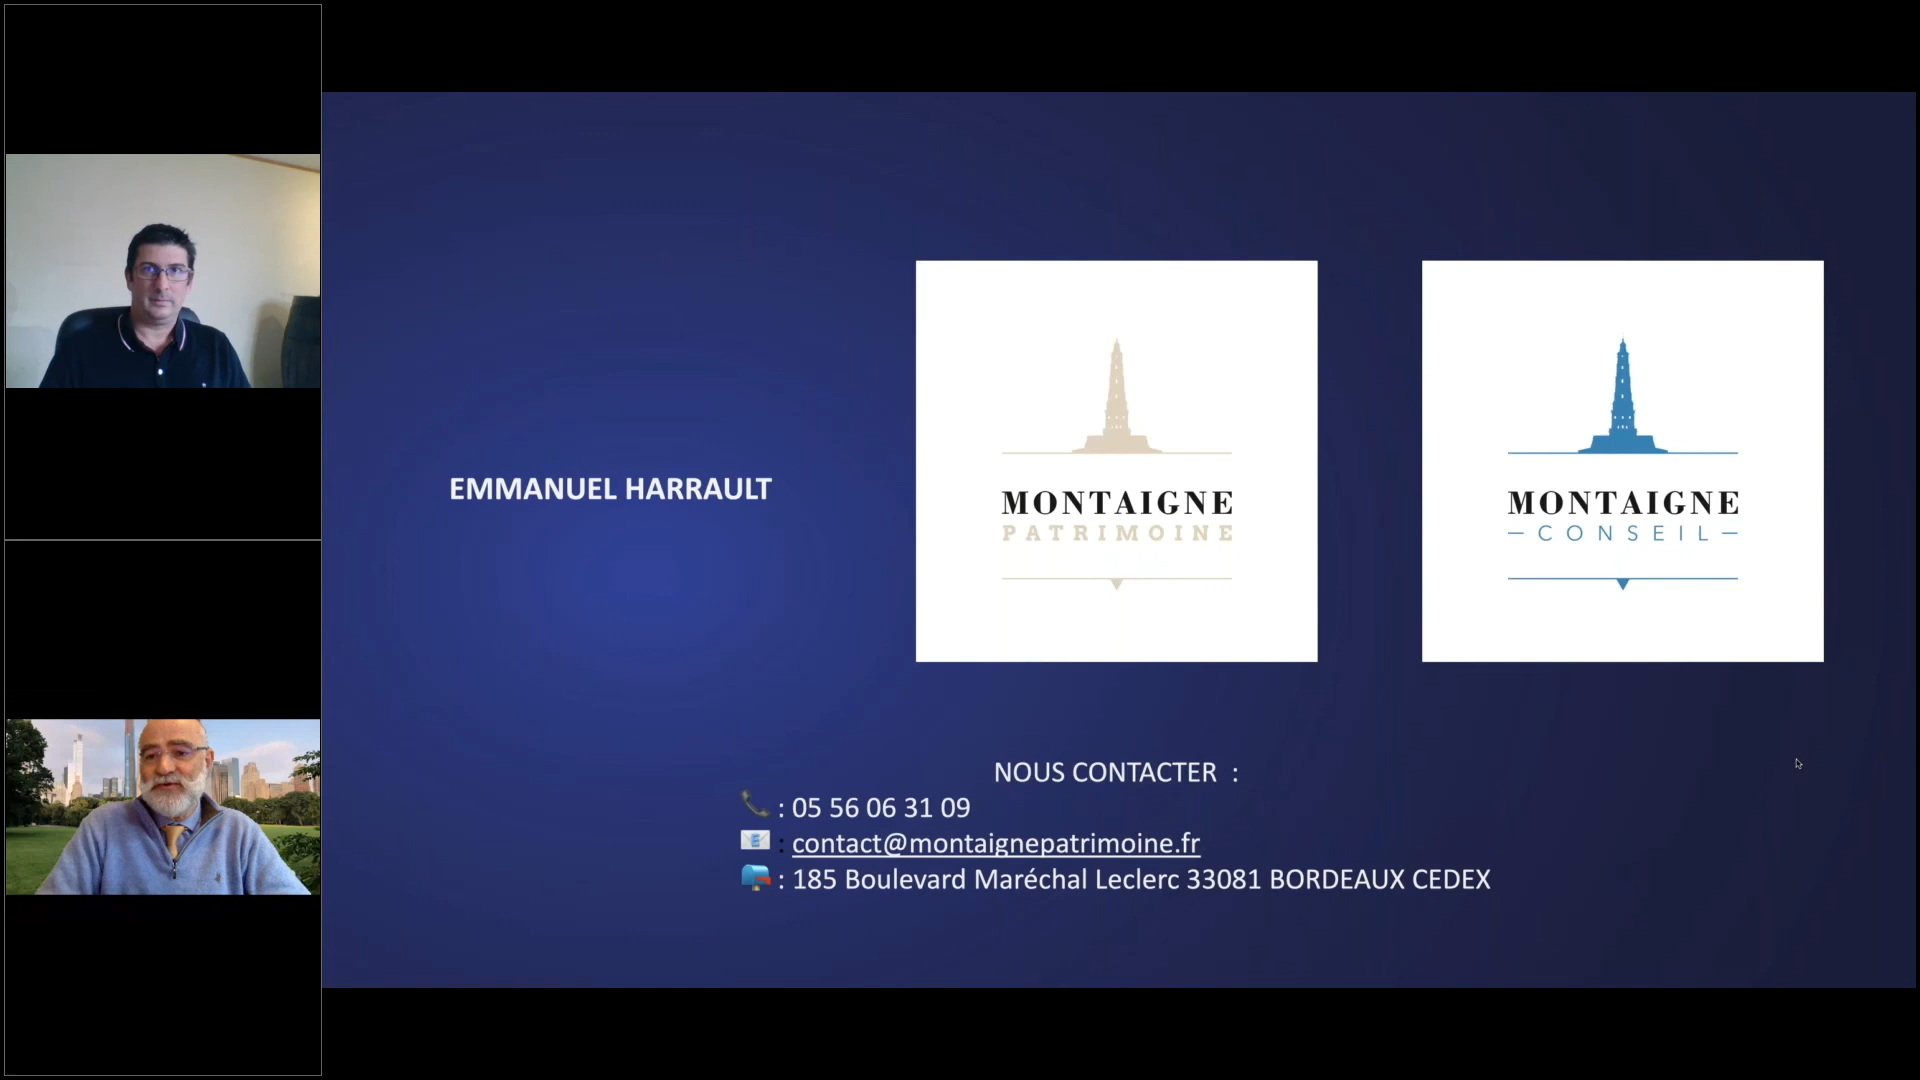 EMMANUEL HARRAULT
MONTAIGNE
PATRIMOINE
MONTAIGNE
– CONSEIL –
NOUS CONTACTER :
: 05 56 06 31 09
: contact@montaignepatrimoine.fr
: 185 Boulevard Maréchal Leclerc 33081 BORDEAUX CEDEX